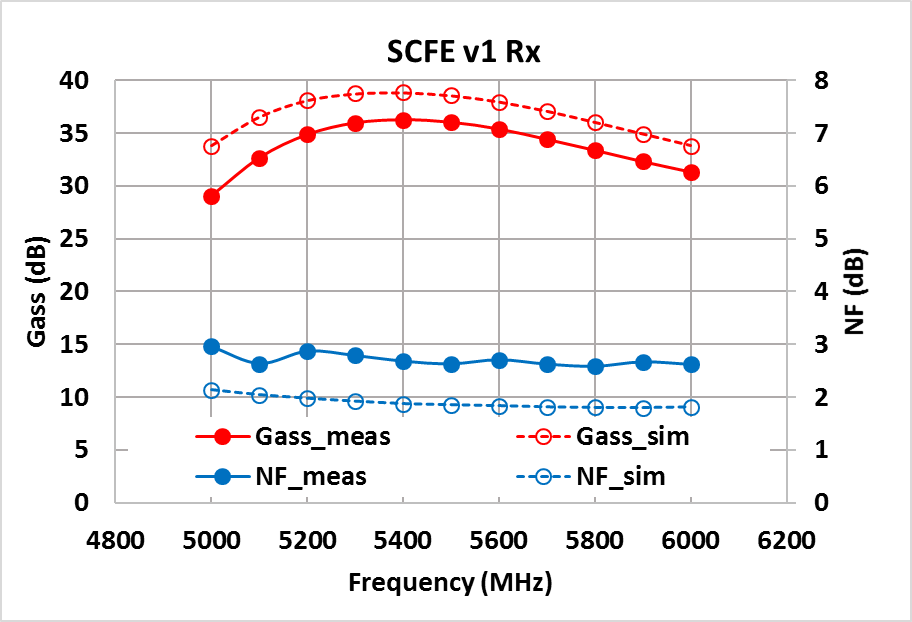 SCFE v1 Rx
40
35
30
25
20
15
10
5
0
Gass (dB)
8
7
6
5
4
3
2
1
0
NF (dB)
Gass_meas
Gass_sim
NF_meas
NF_sim
4800 5000 5200 5400 5600 5800 6000 6200
Frequency (MHz)